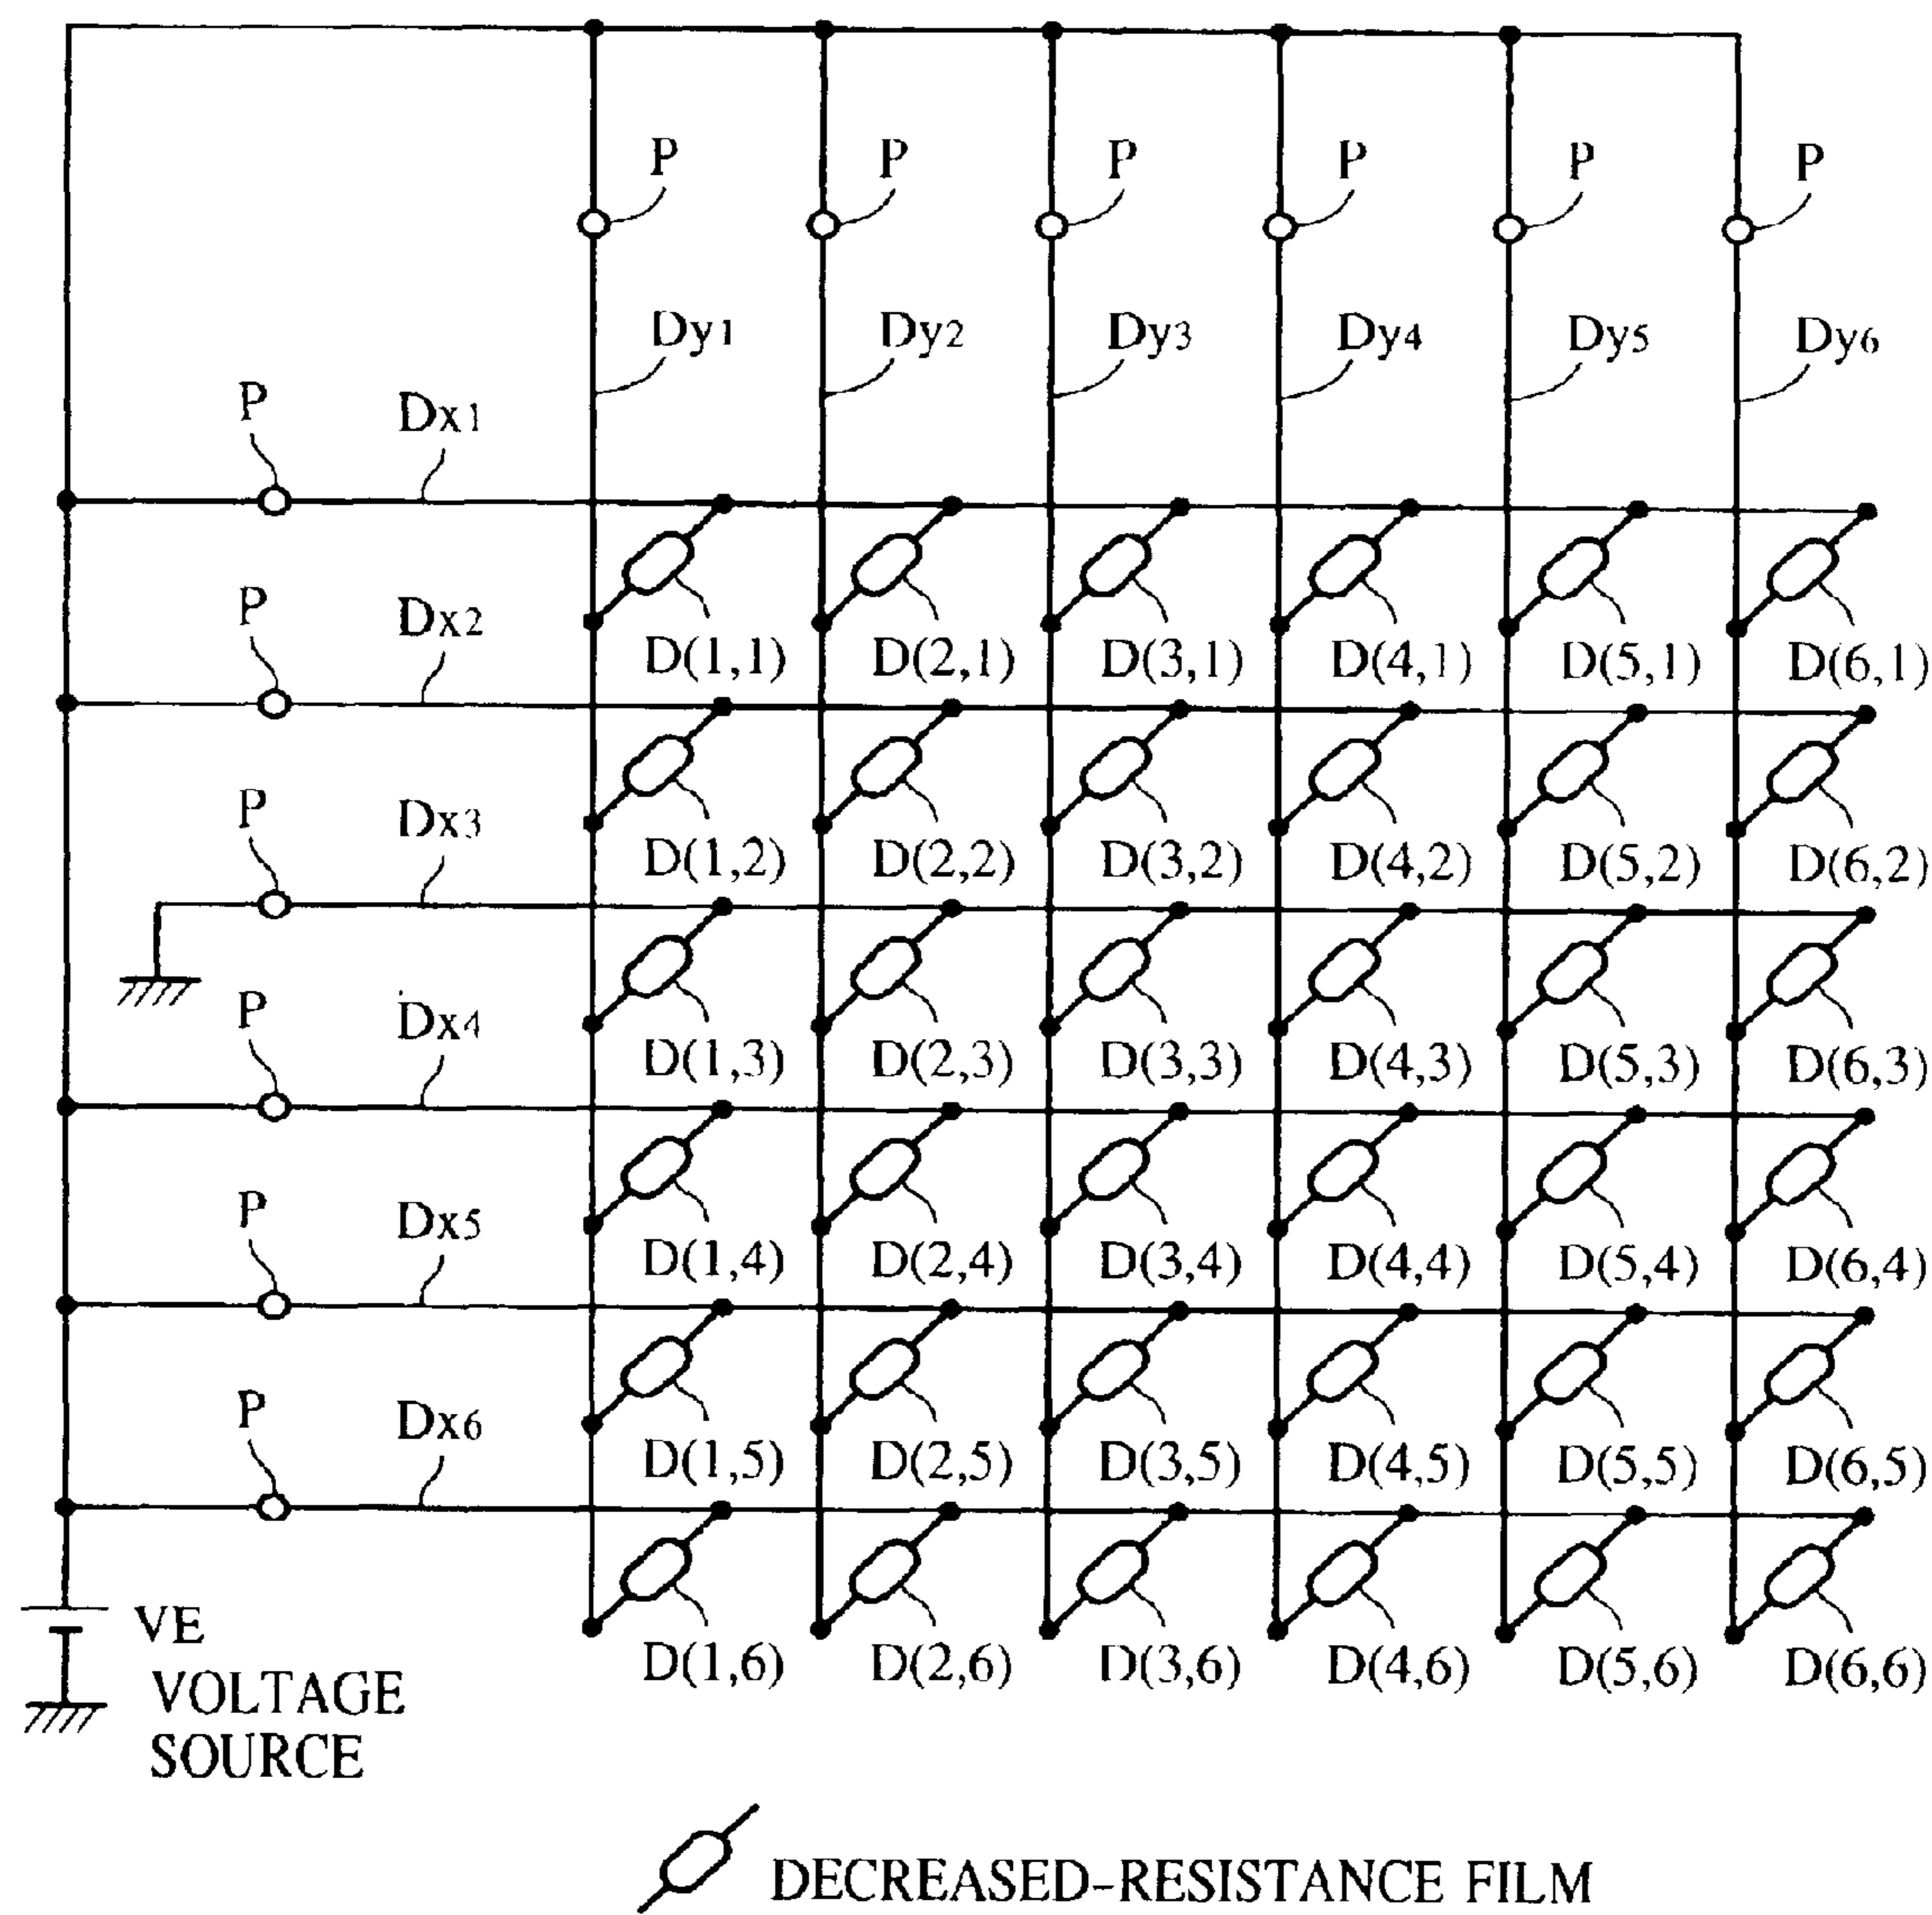 P P P P P P
Dy1 Dy2 Dy3 Dy4 Dy5 Dy6
P Dx1
D(1,1) D(2,1) D(3,1) D(4,1) D(5,1) D(6,1)
P Dx2
D(1,2) D(2,2) D(3,2) D(4,2) D(5,2) D(6,2)
P Dx3
D(1,3) D(2,3) D(3,3) D(4,3) D(5,3) D(6,3)
P Dx4
D(1,4) D(2,4) D(3,4) D(4,4) D(5,4) D(6,4)
P Dx5
D(1,5) D(2,5) D(3,5) D(4,5) D(5,5) D(6,5)
P Dx6
D(1,6) D(2,6) D(3,6) D(4,6) D(5,6) D(6,6)
VE
VOLTAGE
SOURCE
DECREASED-RESISTANCE FILM